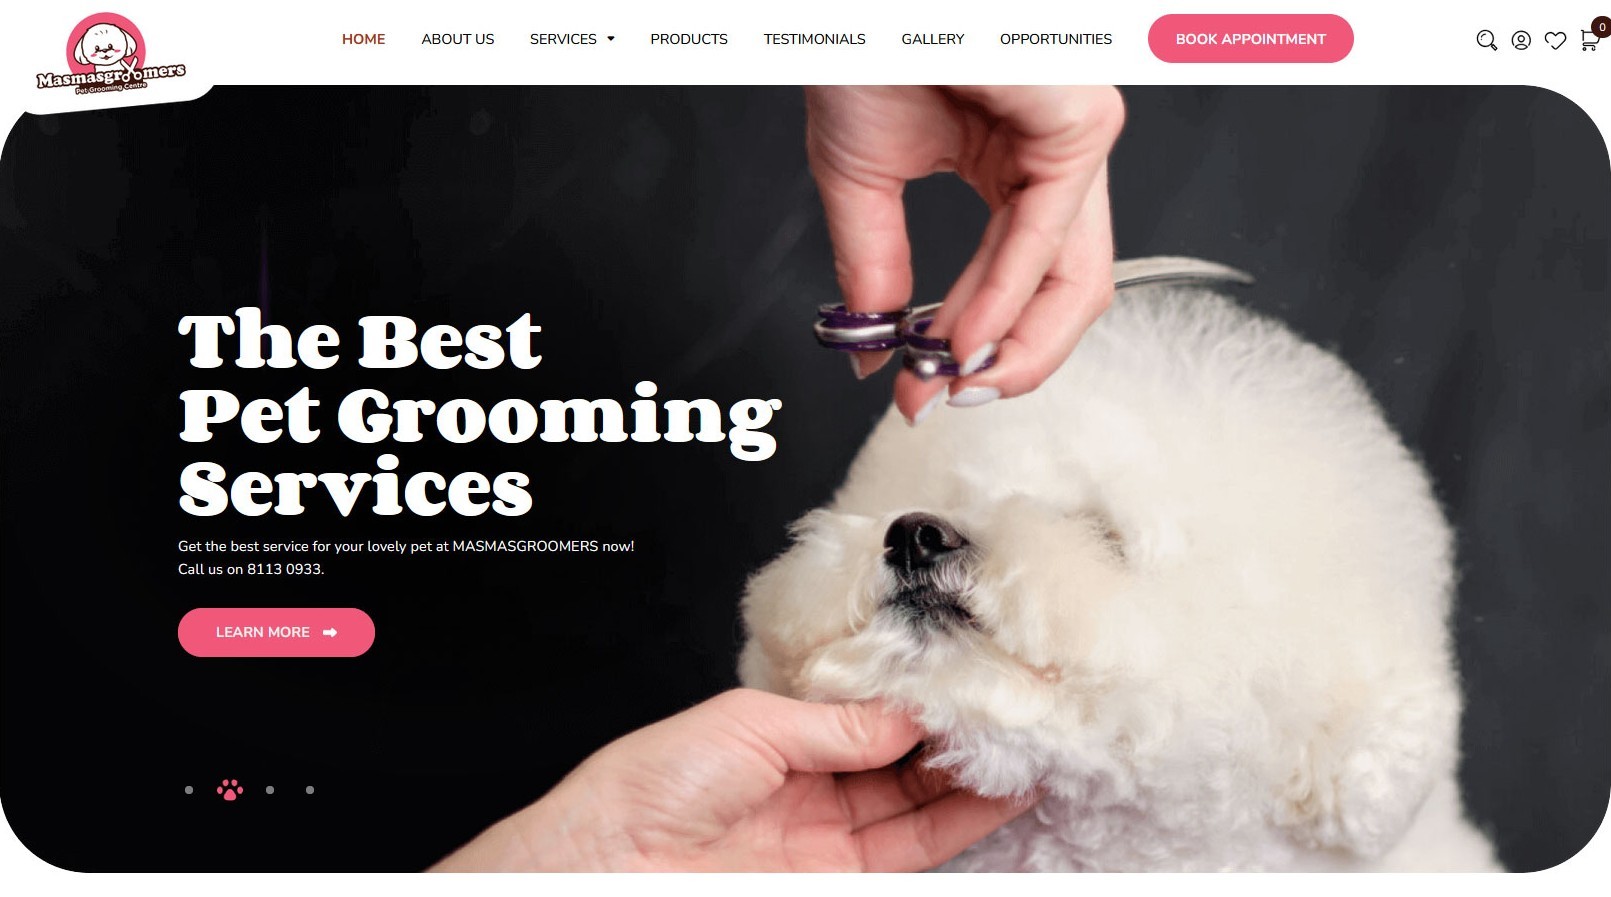 Masmasgroomers
Pet Grooming Centre
HOME
ABOUT US
SERVICES
PRODUCTS
TESTIMONIALS
GALLERY
OPPORTUNITIES
BOOK APPOINTMENT
0
The Best
Pet Grooming
Services
Get the best service for your lovely pet at MASMASGROOMERS now!
Call us on 8113 0933.
LEARN MORE